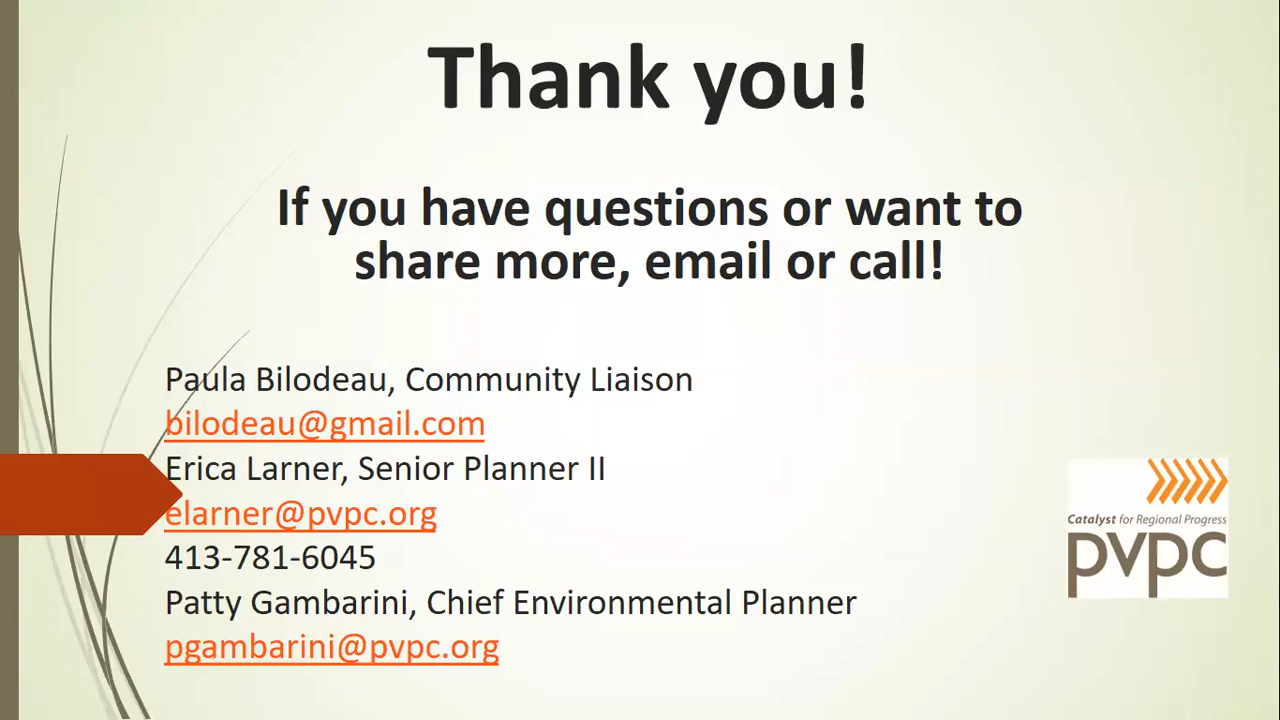 Thank you!
If you have questions or want to
share more, email or call!
Paula Bilodeau, Community Liaison
bilodeau@gmail.com
Erica Larner, Senior Planner II
elarner@pvpc.org
413-781-6045
Patty Gambarini, Chief Environmental Planner
pgambarini@pvpc.org
Catalyst for Regional Progress
pvpc